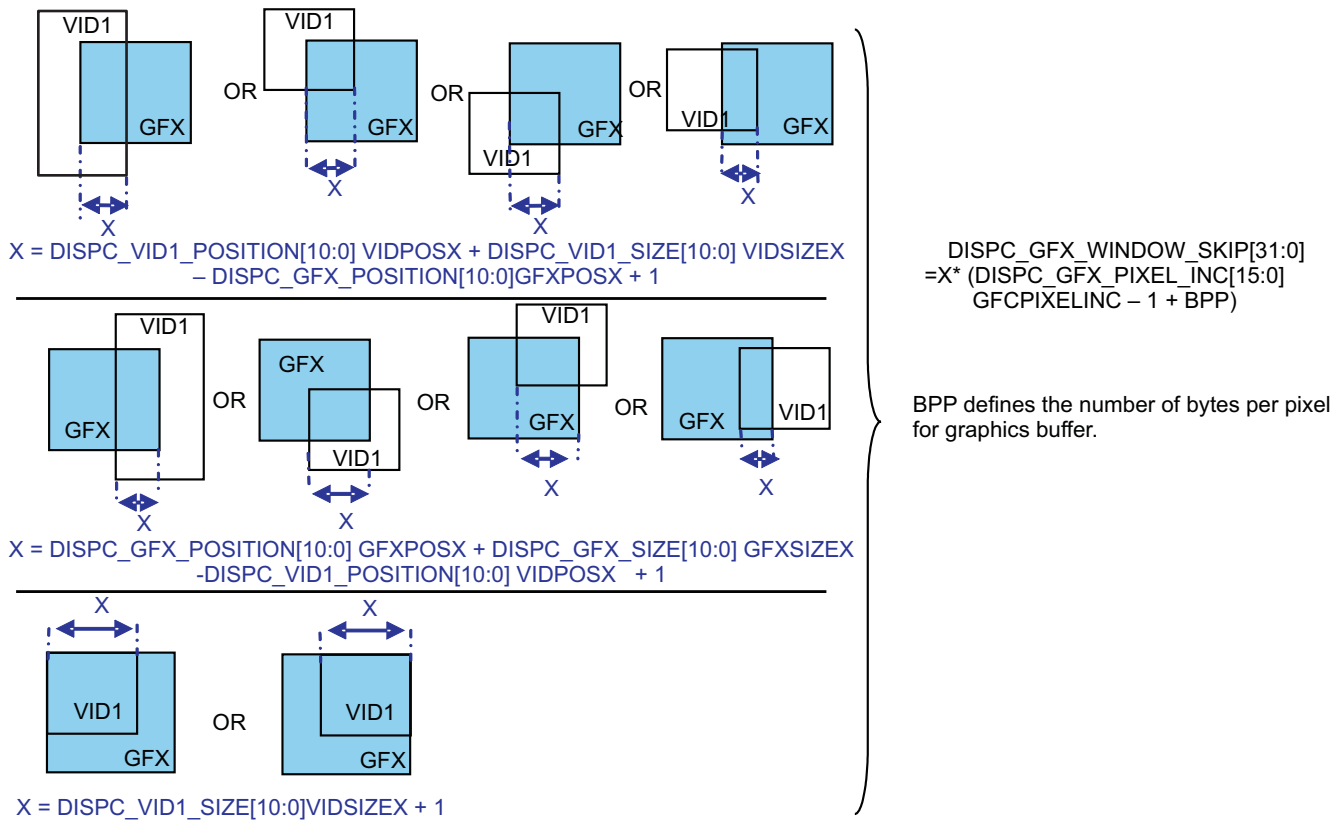 VID1
GFX
X
OR
VID1
GFX
X
OR
GFX
VID1
X
OR
VID1
GFX
X
X = DISPC_VID1_POSITION[10:0] VIDPOSX + DISPC_VID1_SIZE[10:0] VIDSIZEX
– DISPC_GFX_POSITION[10:0]GFXPOSX + 1
VID1
GFX
X
OR
GFX
VID1
X
OR
VID1
GFX
X
OR
GFX
VID1
X
X = DISPC_GFX_POSITION[10:0] GFXPOSX + DISPC_GFX_SIZE[10:0] GFXSIZEX
-DISPC_VID1_POSITION[10:0] VIDPOSX + 1
X
VID1
GFX
OR
X
VID1
GFX
X = DISPC_VID1_SIZE[10:0]VIDSIZEX + 1
DISPC_GFX_WINDOW_SKIP[31:0]
=X* (DISPC_GFX_PIXEL_INC[15:0]
GFCPIXELINC – 1 + BPP)
BPP defines the number of bytes per pixel
for graphics buffer.